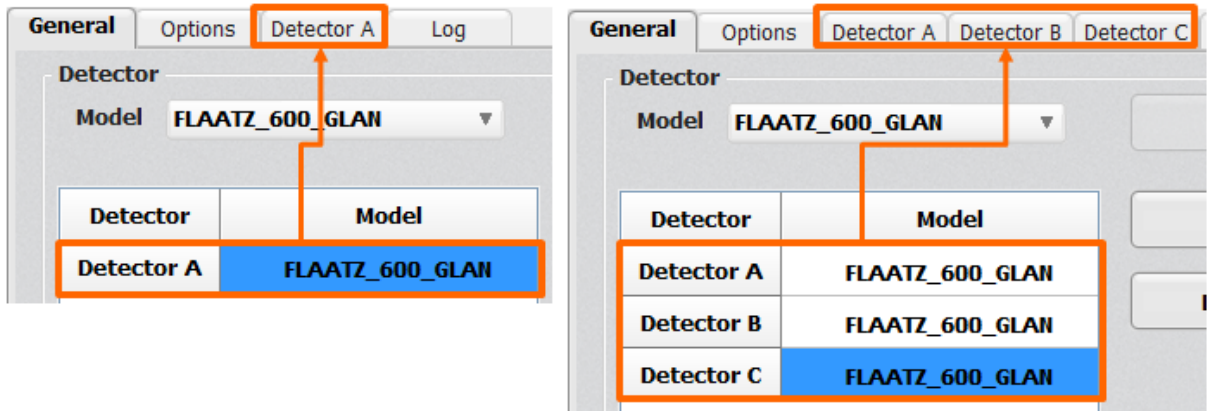 General Options Detector A Log
Detector
Model FLAATZ_600_GLAN
Detector Model
Detector A FLAATZ_600_GLAN
General Options Detector A Detector B Detector C
Detector
Model FLAATZ_600_GLAN
Detector Model
Detector A FLAATZ_600_GLAN
Detector B FLAATZ_600_GLAN
Detector C FLAATZ_600_GLAN